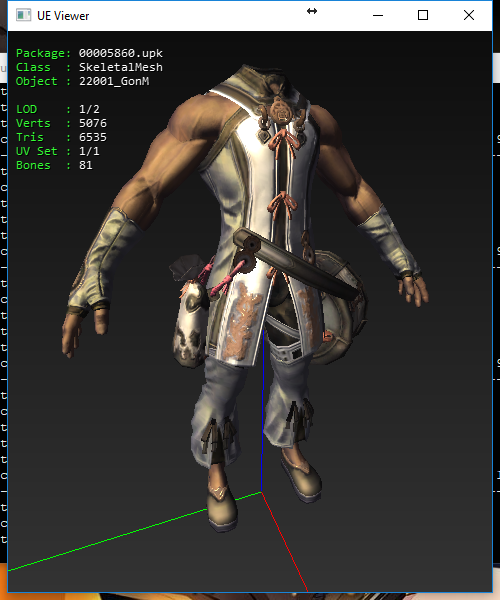 UE Viewer
Package: 00005860.upk
Class : SkeletalMesh
Object : 22001_GonM
LOD : 1/2
Verts : 5076
Tris : 6535
UV Set : 1/1
Bones : 81